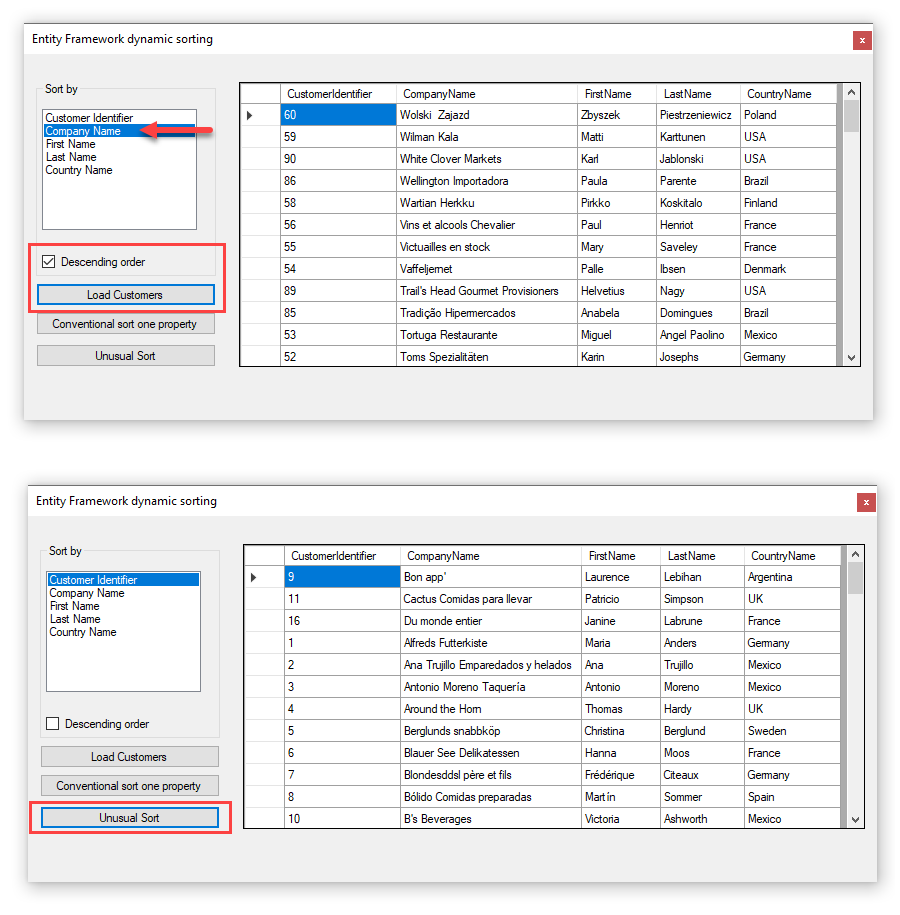 Entity Framework dynamic sorting
x
Sort by
Customer Identifier
Company Name
First Name
Last Name
Country Name
Descending order
Load Customers
Conventional sort one property
Unusual Sort
CustomerIdentifier CompanyName FirstName LastName CountryName
60 Wolski Zajazd Zbyszek Piestrzeniewicz Poland
59 Wilman Kala Matti Karttunen USA
90 White Clover Markets Karl Jablonski USA
86 Wellington Importadora Paula Parente Brazil
58 Wartian Herkku Pirkko Koskitalo Finland
56 Vins et alcools Chevalier Paul Henriot France
55 Victuailles en stock Mary Saveley France
54 Vaffeljernet Palle Ibsen Denmark
89 Trail's Head Gourmet Provisioners Helvetius Nagy USA
85 Tradição Hipermercados Anabela Domingues Brazil
53 Tortuga Restaurante Miguel Angel Paolino Mexico
52 Toms Spezialitäten Karin Josephs Germany
Entity Framework dynamic sorting
x
Sort by
Customer Identifier
Company Name
First Name
Last Name
Country Name
Descending order
Load Customers
Conventional sort one property
Unusual Sort
CustomerIdentifier CompanyName FirstName LastName CountryName
9 Bon app' Laurence Lebihan Argentina
11 Cactus Comidas para llevar Patricio Simpson UK
16 Du monde entier Janine Labrune France
1 Alfreds Futterkiste Maria Anders Germany
2 Ana Trujillo Emparedados y helados Ana Trujillo Mexico
3 Antonio Moreno Taquería Antonio Moreno Mexico
4 Around the Horn Thomas Hardy UK
5 Berglunds snabbköp Christina Berglund Sweden
6 Blauer See Delikatessen Hanna Moos France
7 Blondesddsl père et fils Frédérique Citeaux Germany
8 Bólido Comidas preparadas Martín Sommer Spain
10 B's Beverages Victoria Ashworth Mexico